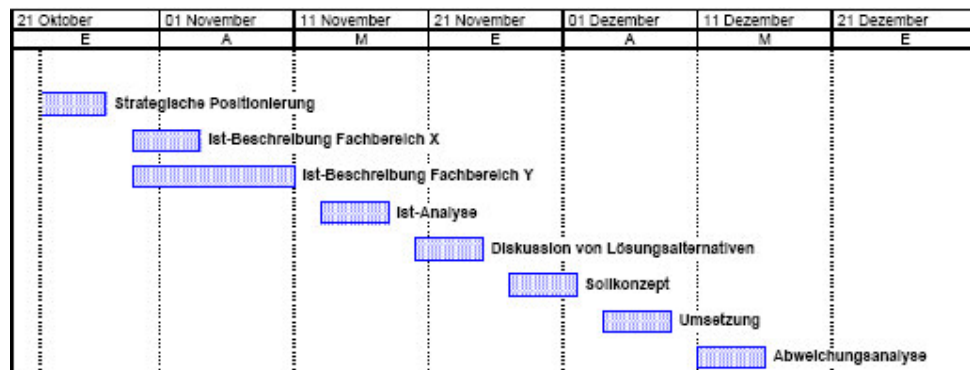 21 Oktober 01 November 11 November 21 November 01 Dezember 11 Dezember 21 Dezember
E A M E A M E
Strategische Positionierung
Ist-Beschreibung Fachbereich X
Ist-Beschreibung Fachbereich Y
Ist-Analyse
Diskussion von Lösungsalternativen
Sollkonzept
Umsetzung
Abweichungsanalyse